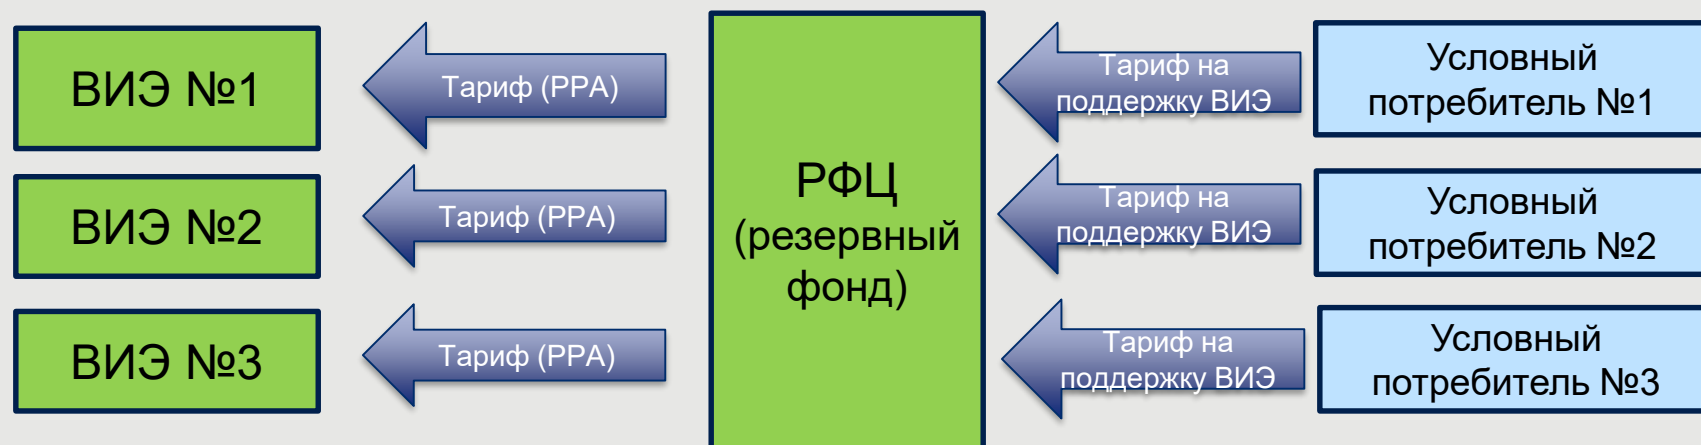 ВИЭ №1
Тариф (PPA)
Тариф на
поддержку ВИЭ
Условный
потребитель №1
РФЦ
(резервный
фонд)
ВИЭ №2
Тариф (PPA)
Тариф на
поддержку ВИЭ
Условный
потребитель №2
ВИЭ №3
Тариф (PPA)
Тариф на
поддержку ВИЭ
Условный
потребитель №3